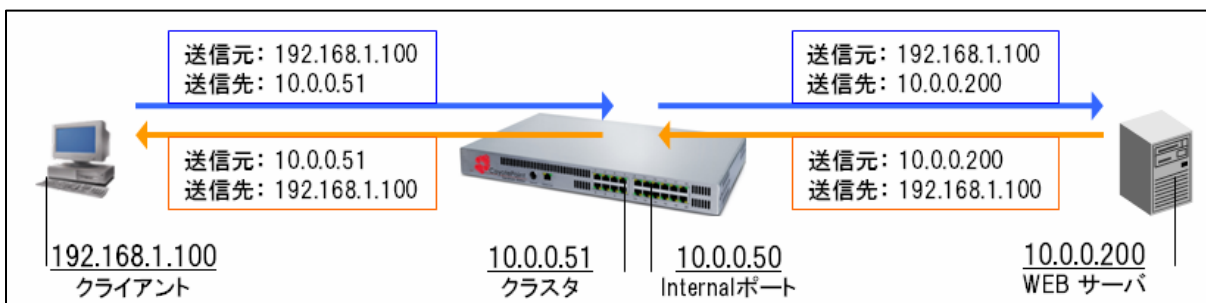 送信元: 192.168.1.100
送信先: 10.0.0.51
送信元: 192.168.1.100
送信先: 10.0.0.200
送信元: 10.0.0.51
送信先: 192.168.1.100
送信元: 10.0.0.200
送信先: 192.168.1.100
CoyotePoint
192.168.1.100
クライアント
10.0.0.51
クラスタ
10.0.0.50
Internalポート
10.0.0.200
WEB サーバ